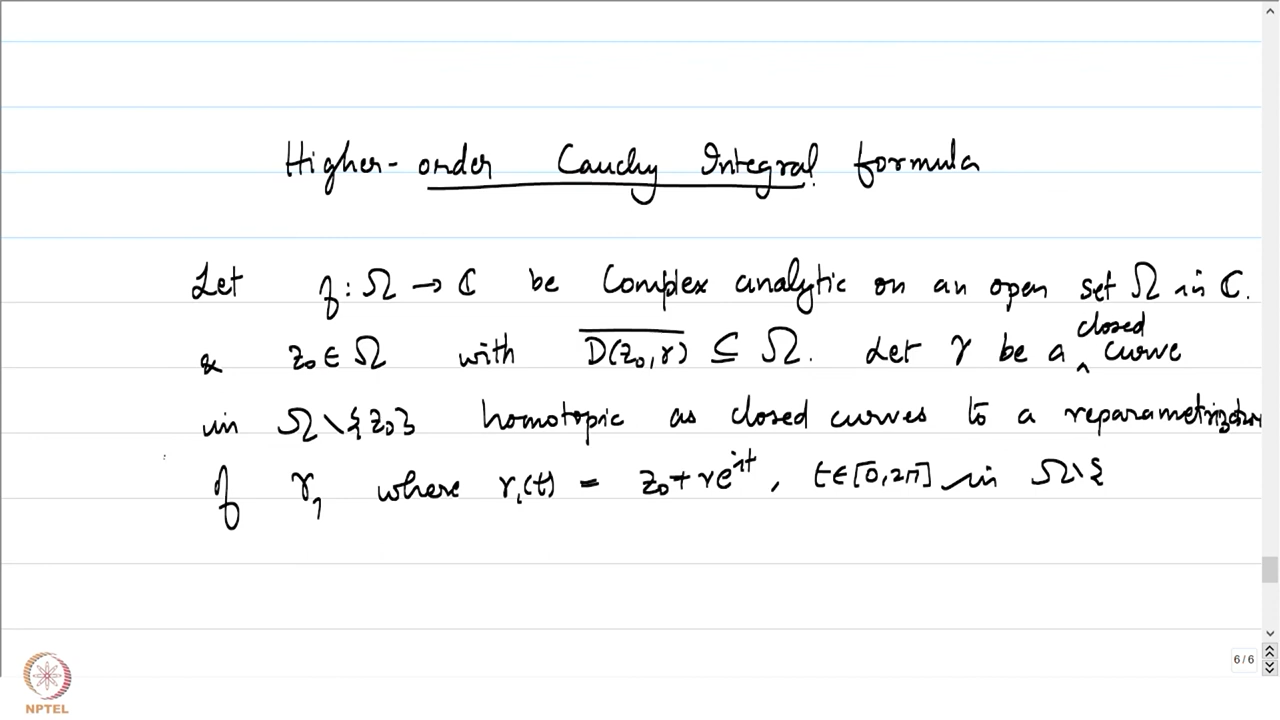 Higher-order Cauchy Integral formula
Let f: Ω → ℂ be Complex analytic on an open set Ω in ℂ.
& z₀ ∈ Ω with \overline{D(z₀,r)} ⊆ Ω. Let γ be a closed curve
in Ω\{z₀} homotopic as closed curves to a reparametrization
of γ₁ where γ₁(t) = z₀+re^{it}, t∈[0,2π] in Ω\{
6/6
NPTEL